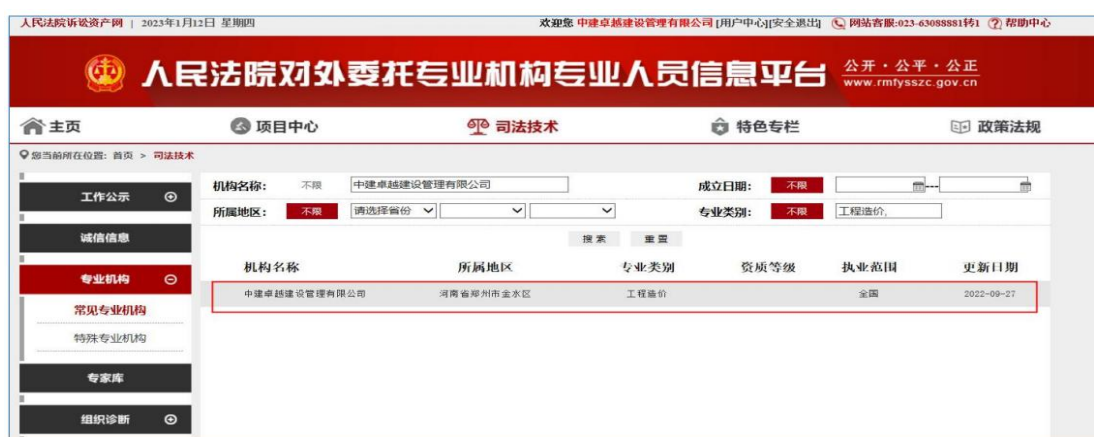 人民法院诉讼资产网 | 2023年1月12日 星期四 欢迎您 中建卓越建设管理有限公司 [用户中心][安全退出] 网站客服:023-63088881转1 ? 帮助中心
人民法院对外委托专业机构专业人员信息平台 公开·公平·公正
www.rmfysszc.gov.cn
主页 项目中心 司法技术 特色专栏 政策法规
您当前所在位置: 首页 > 司法技术
工作公示
诚信信息
专业机构
常见专业机构
特殊专业机构
专家库
组织诊断
机构名称: 不限 中建卓越建设管理有限公司 成立日期: 不限 ---
所属地区: 不限 请选择省份 专业类别: 不限 工程造价,
搜索 重置
机构名称 所属地区 专业类别 资质等级 执业范围 更新日期
中建卓越建设管理有限公司 河南省郑州市金水区 工程造价 全国 2022-09-27